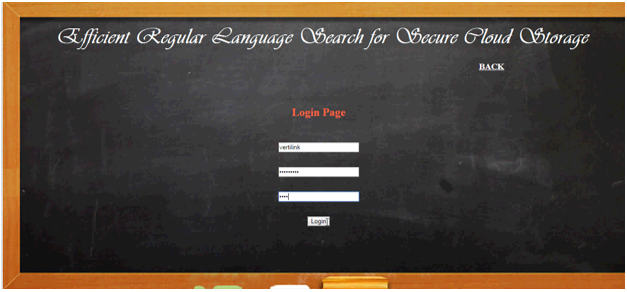 Efficient Regular Language Search for Secure Cloud Storage
BACK
Login Page
vertilink
•••••••••
••••
Login